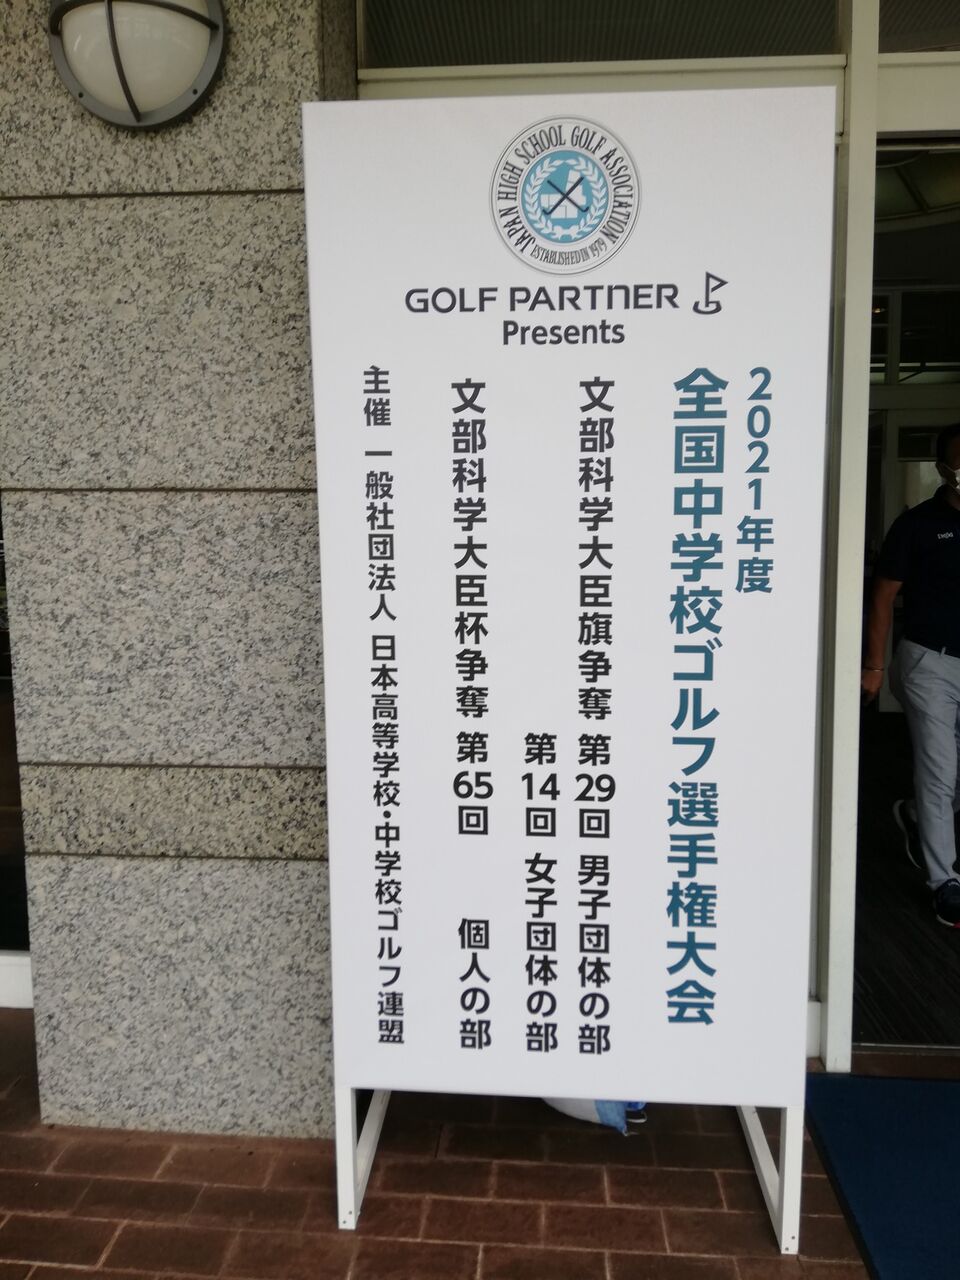 JAPAN HIGH SCHOOL GOLF ASSOCIATION
ESTABLISHED IN 1979
GOLF PARTNER
Presents
2021年度
全国中学校ゴルフ選手権大会
文部科学大臣旗争奪 第29回 男子団体の部
第14回 女子団体の部
文部科学大臣杯争奪 第65回 個人の部
主催 一般社団法人 日本高等学校・中学校ゴルフ連盟